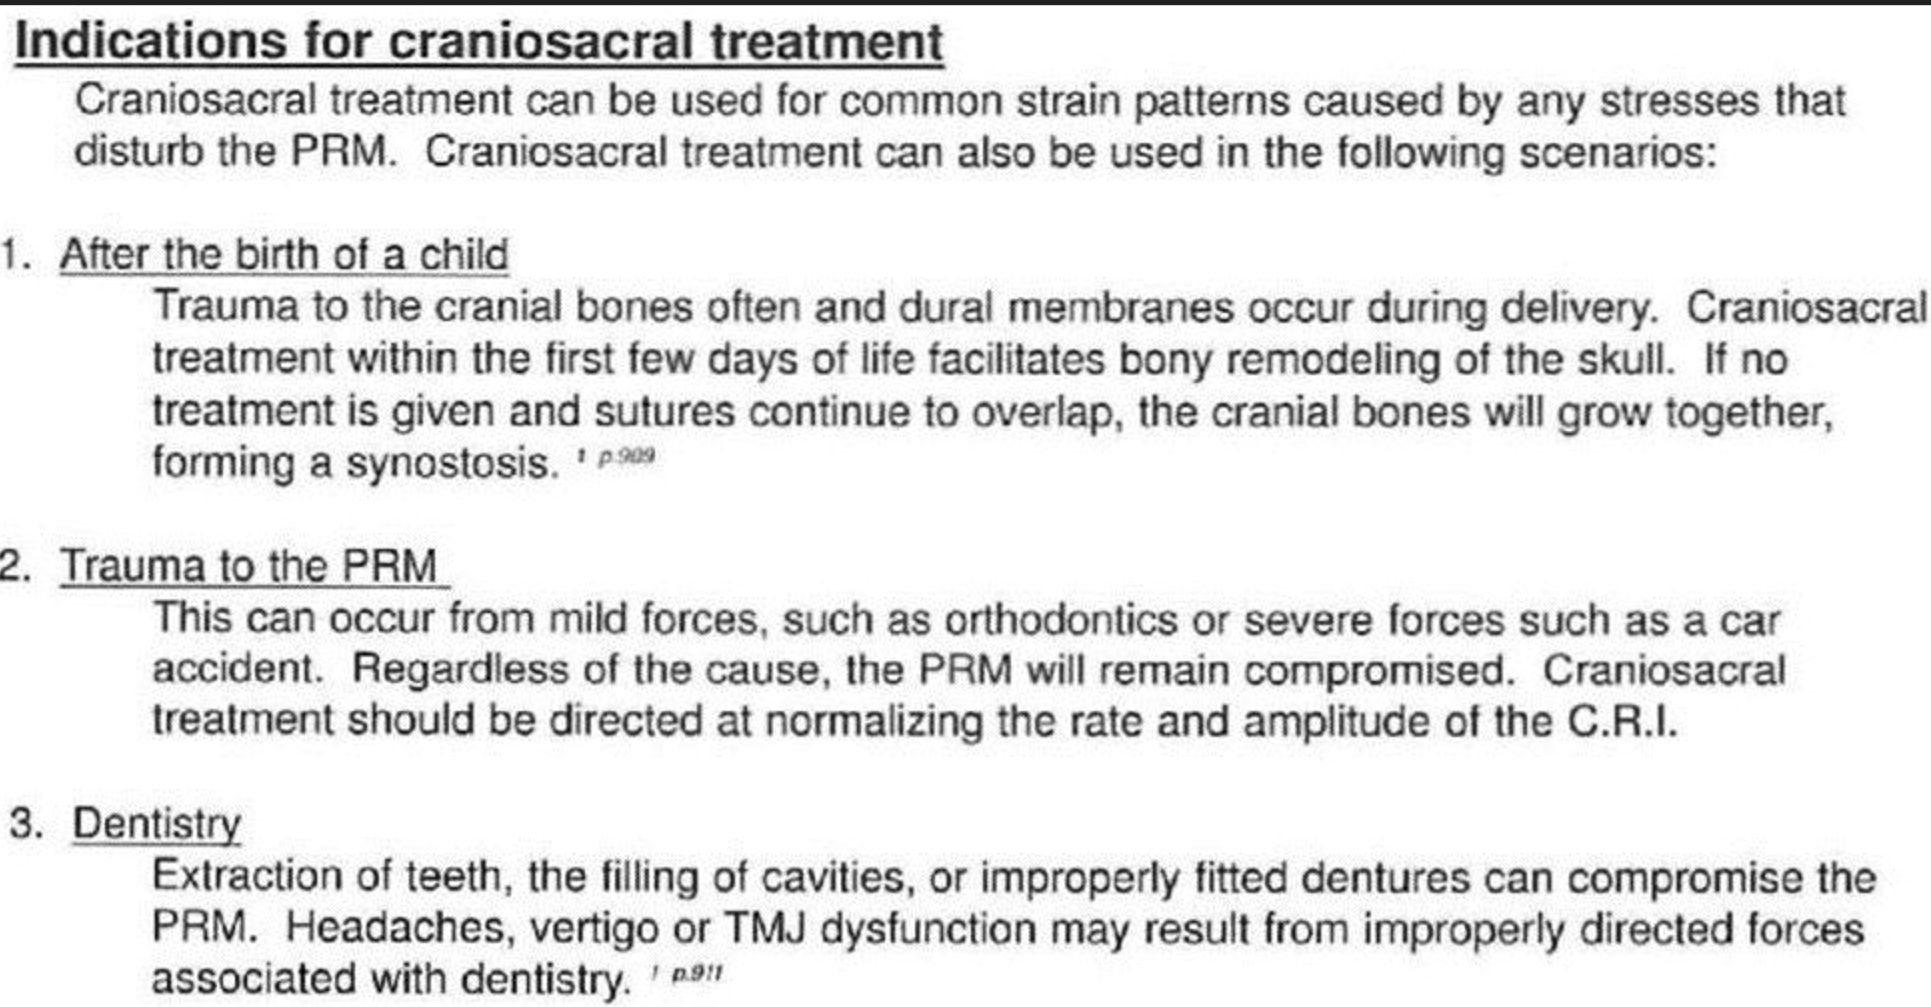 Indications for craniosacral treatment
Craniosacral treatment can be used for common strain patterns caused by any stresses that
disturb the PRM. Craniosacral treatment can also be used in the following scenarios:
1. After the birth of a child
Trauma to the cranial bones often and dural membranes occur during delivery. Craniosacral
treatment within the first few days of life facilitates bony remodeling of the skull. If no
treatment is given and sutures continue to overlap, the cranial bones will grow together,
forming a synostosis. 1 p.909
2. Trauma to the PRM
This can occur from mild forces, such as orthodontics or severe forces such as a car
accident. Regardless of the cause, the PRM will remain compromised. Craniosacral
treatment should be directed at normalizing the rate and amplitude of the C.R.I.
3. Dentistry
Extraction of teeth, the filling of cavities, or improperly fitted dentures can compromise the
PRM. Headaches, vertigo or TMJ dysfunction may result from improperly directed forces
associated with dentistry. 1 p.911